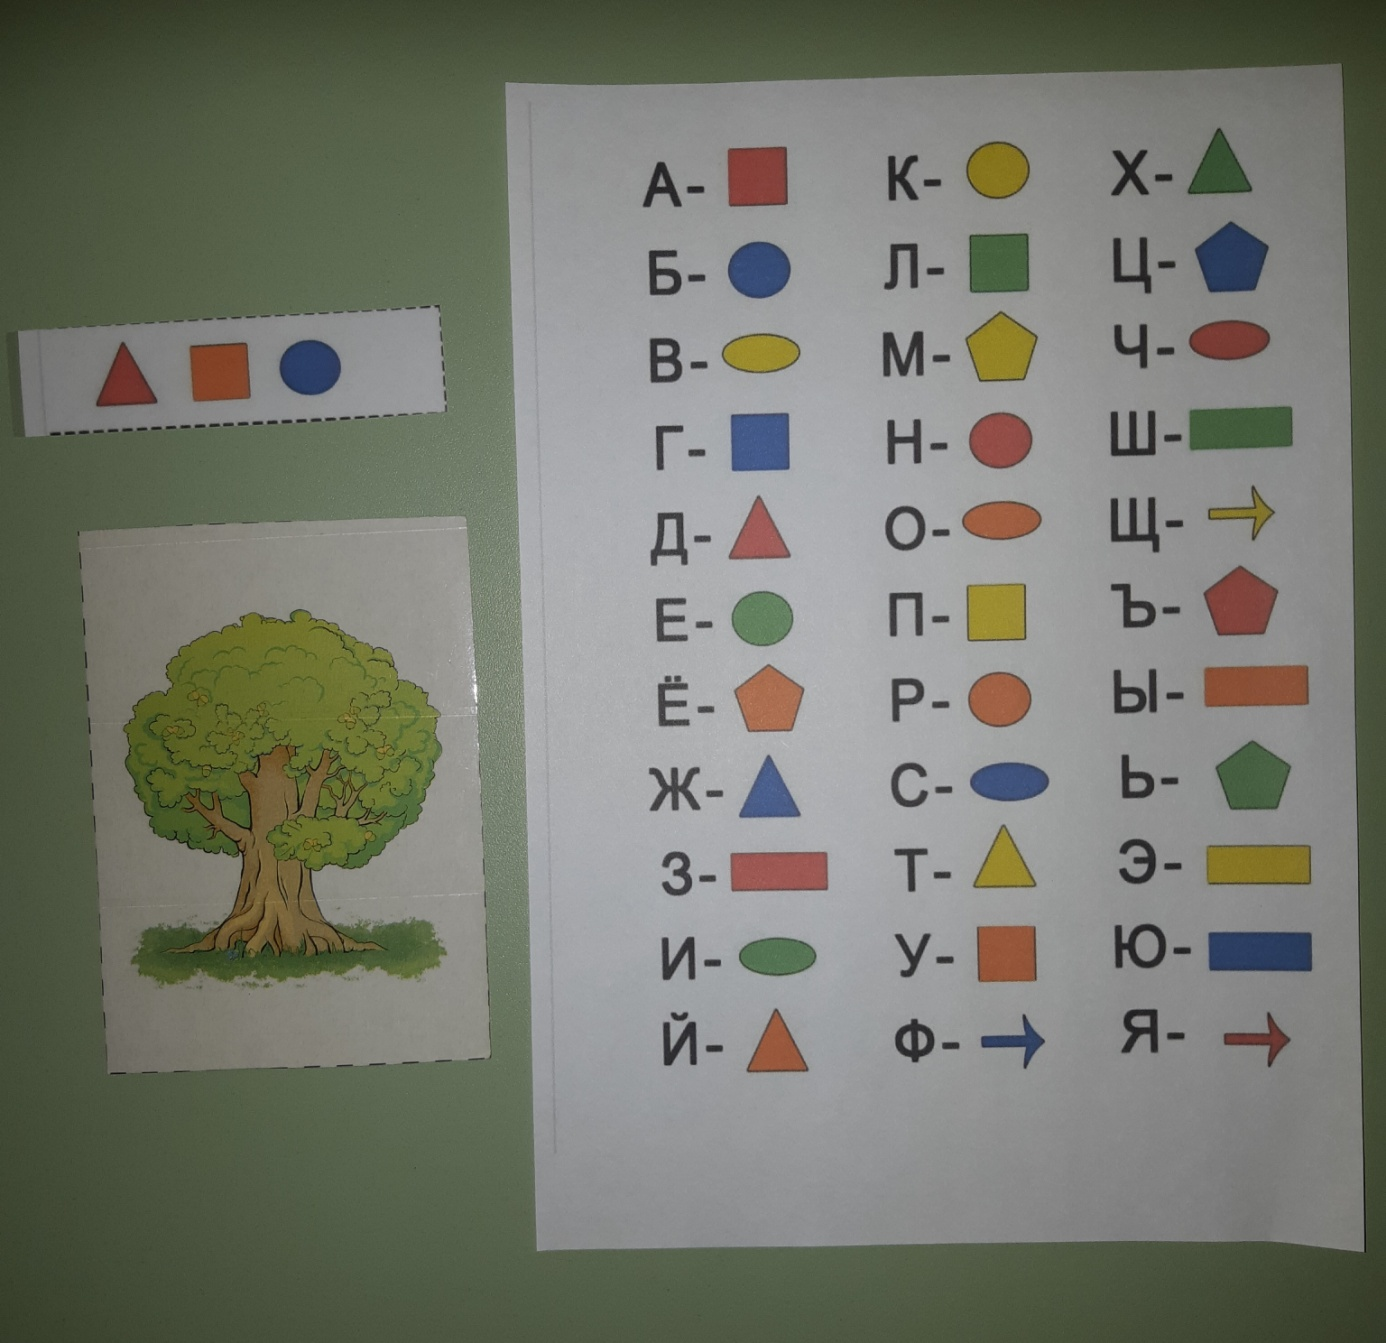 А- К- Х-
Б- Л- Ц-
В- М- Ч-
Г- Н- Ш-
Д- О- Щ-
Е- П- Ъ-
Ё- Р- Ы-
Ж- С- Ь-
З- Т- Э-
И- У- Ю-
Й- Ф- Я-